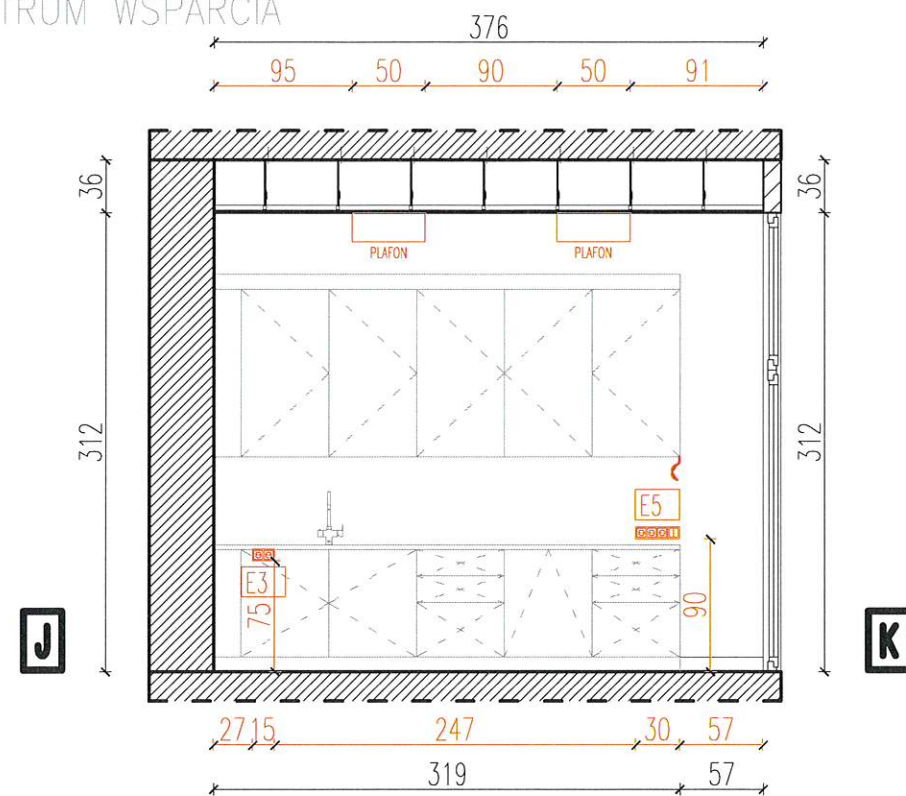 TRUM WSPARCIA
376
95 50 90 50 91
36 36
PLAFON PLAFON
312 312
E5
E3
75 90
J K
27 15 247 30 57
319 57